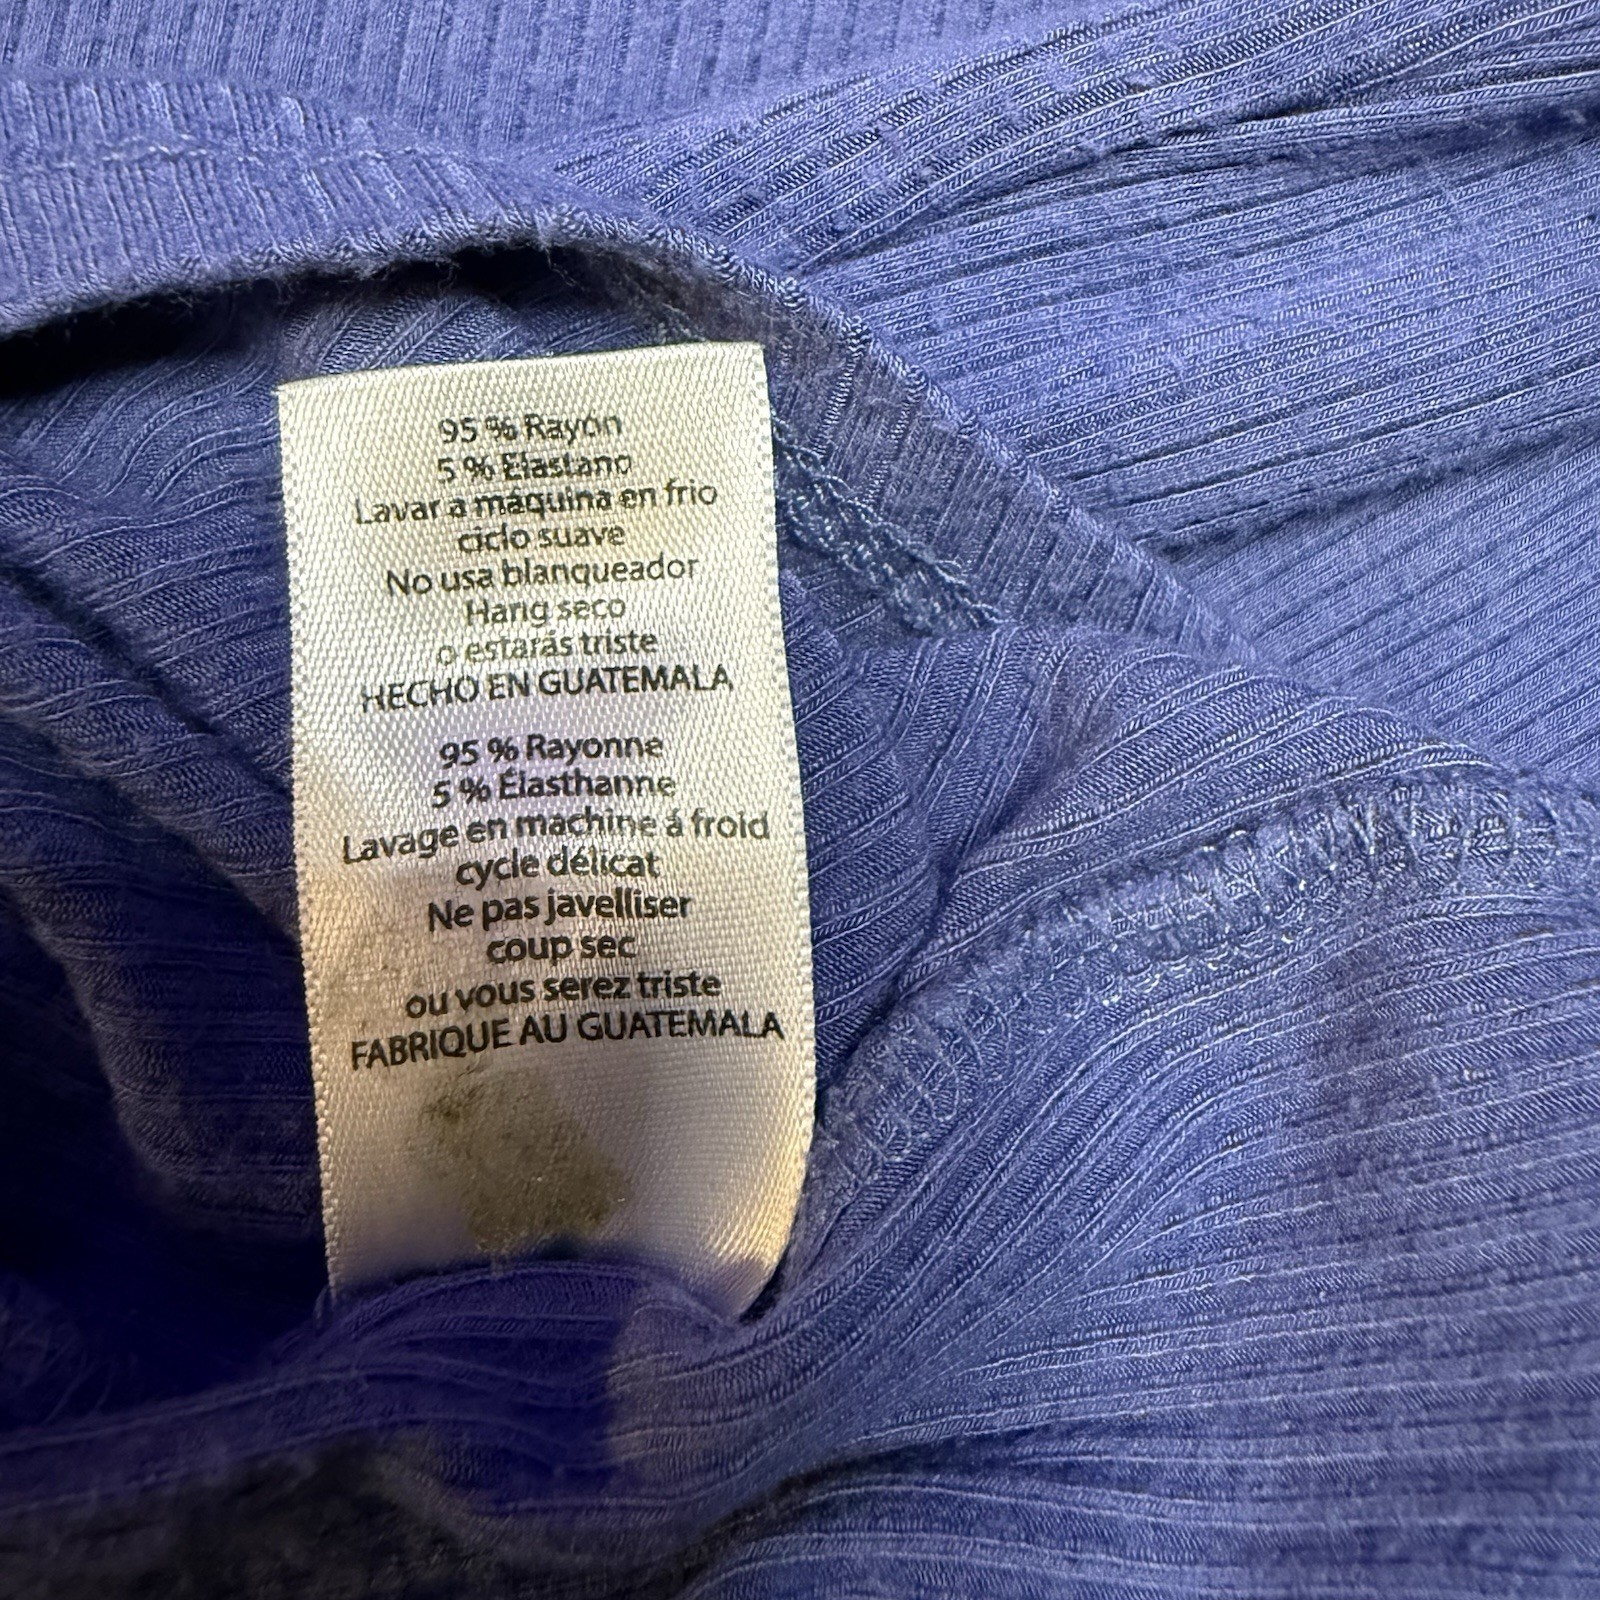 95 % Rayón
5 % Elastano
Lavar a máquina en frio
ciclo suave
No usa blanqueador
Hang seco
o estarás triste
HECHO EN GUATEMALA
95 % Rayonne
5 % Élasthanne
Lavage en machine á froid
cycle délicat
Ne pas javelliser
coup sec
ou vous serez triste
FABRIQUE AU GUATEMALA